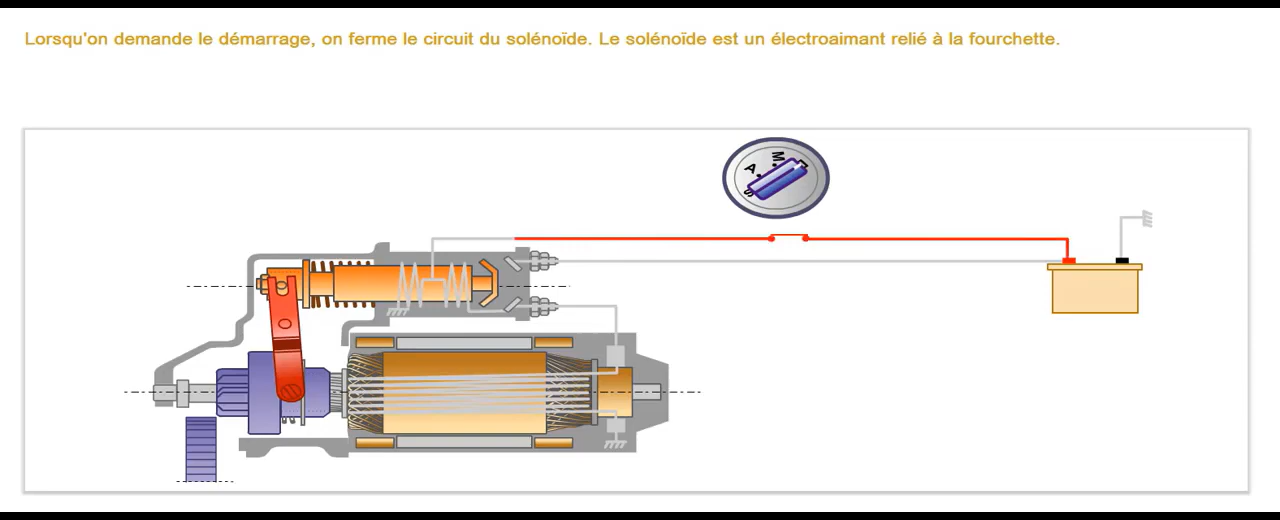 Lorsqu'on demande le démarrage, on ferme le circuit du solénoïde. Le solénoïde est un électroaimant relié à la fourchette.
M.
A.
S